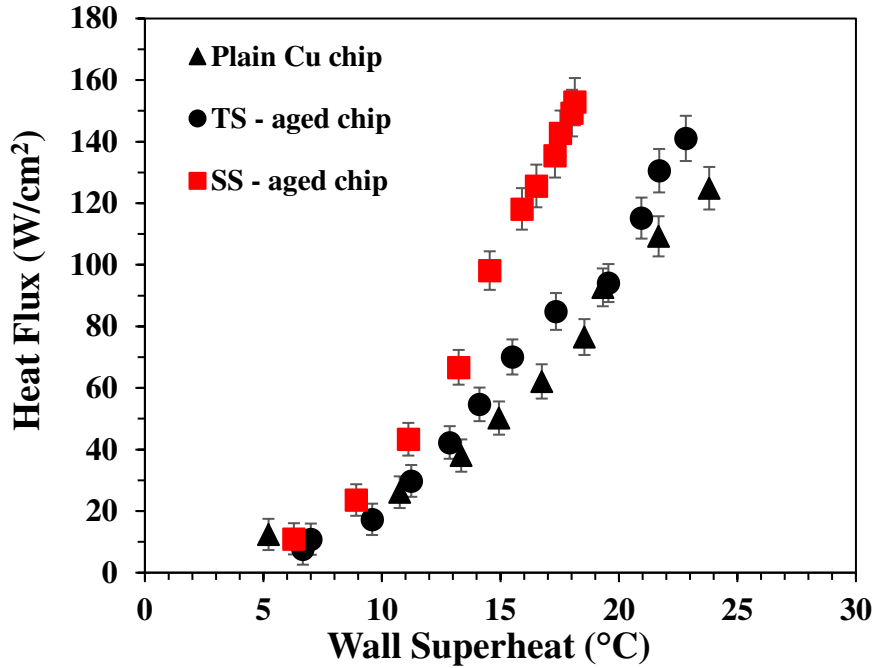 180
160
140
120
100
80
60
40
20
0
Heat Flux (W/cm²)
Plain Cu chip
TS - aged chip
SS - aged chip
0 5 10 15 20 25 30
Wall Superheat (°C)